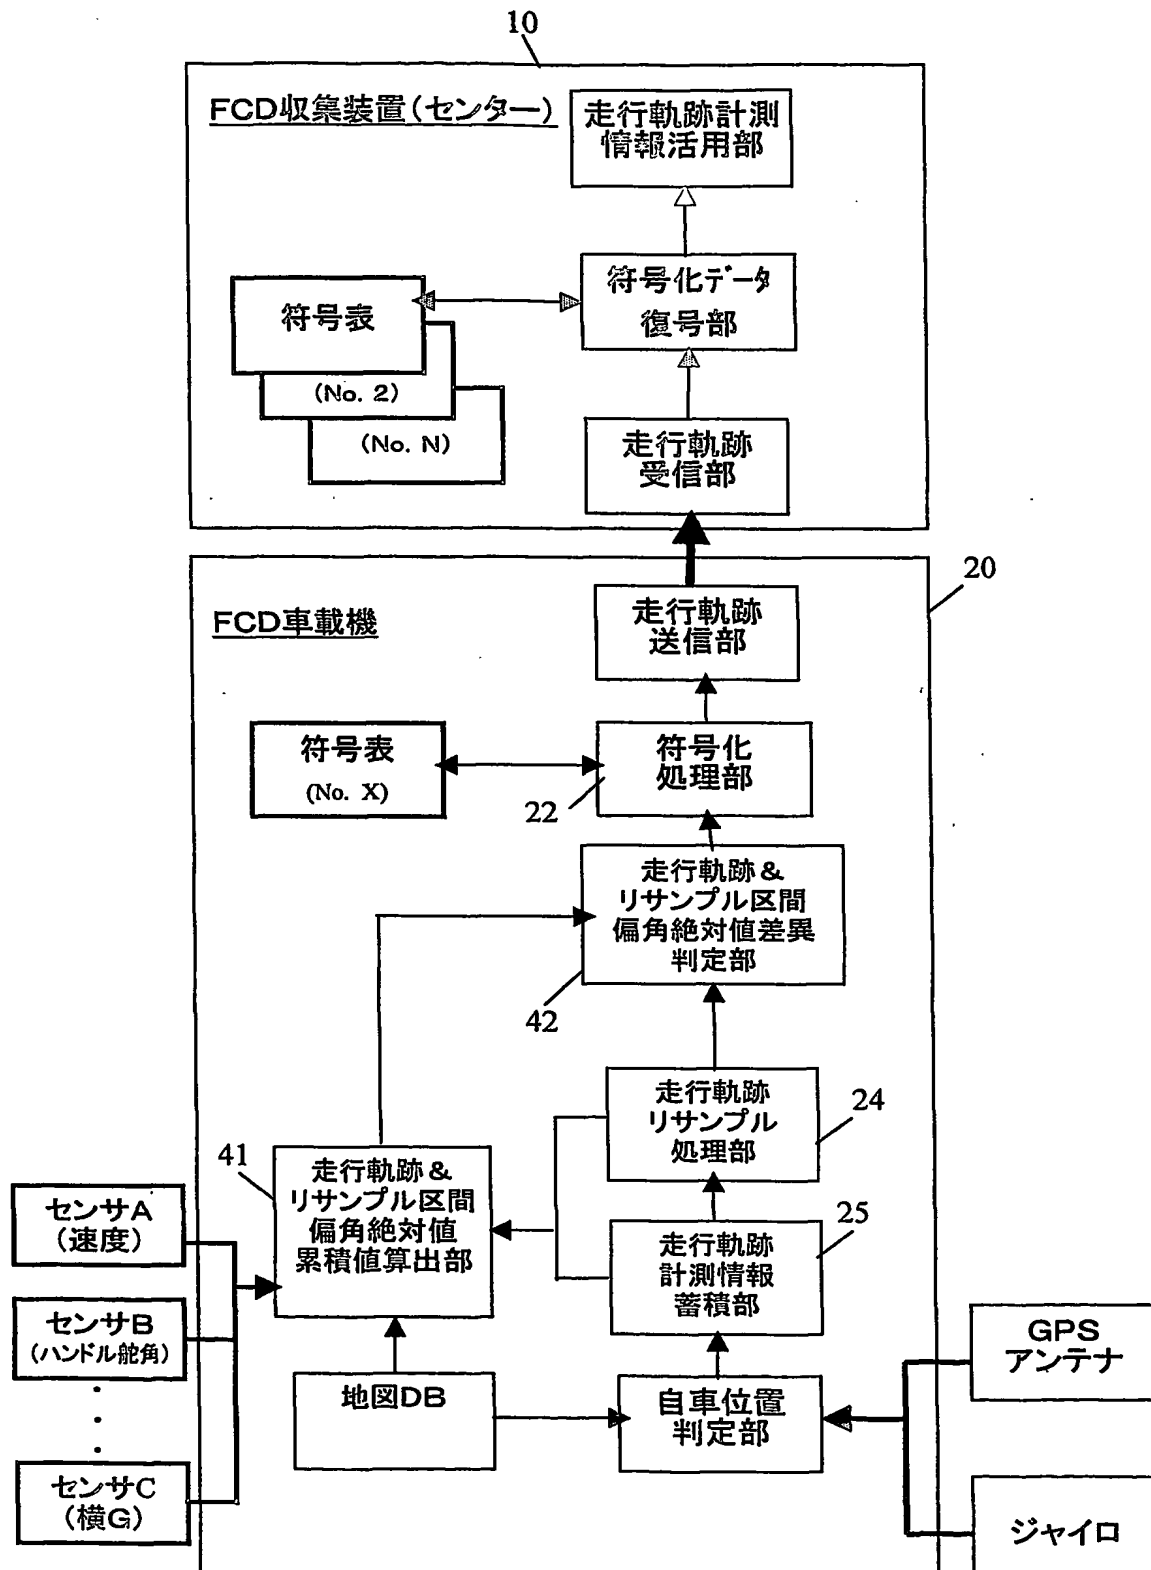 10
FCD収集装置(センター)
走行軌跡計測
情報活用部
符号化データ
復号部
符号表
(No. 2)
(No. N)
走行軌跡
受信部
20
FCD車載機
走行軌跡
送信部
符号表
(No. X)
符号化
処理部
22
走行軌跡&
リサンプル区間
偏角絶対値差異
判定部
42
走行軌跡
リサンプル
処理部
24
41
走行軌跡&
リサンプル区間
偏角絶対値
累積値算出部
25
走行軌跡
計測情報
蓄積部
センサA
(速度)
センサB
(ハンドル舵角)
センサC
(横G)
地図DB
自車位置
判定部
GPS
アンテナ
ジャイロ